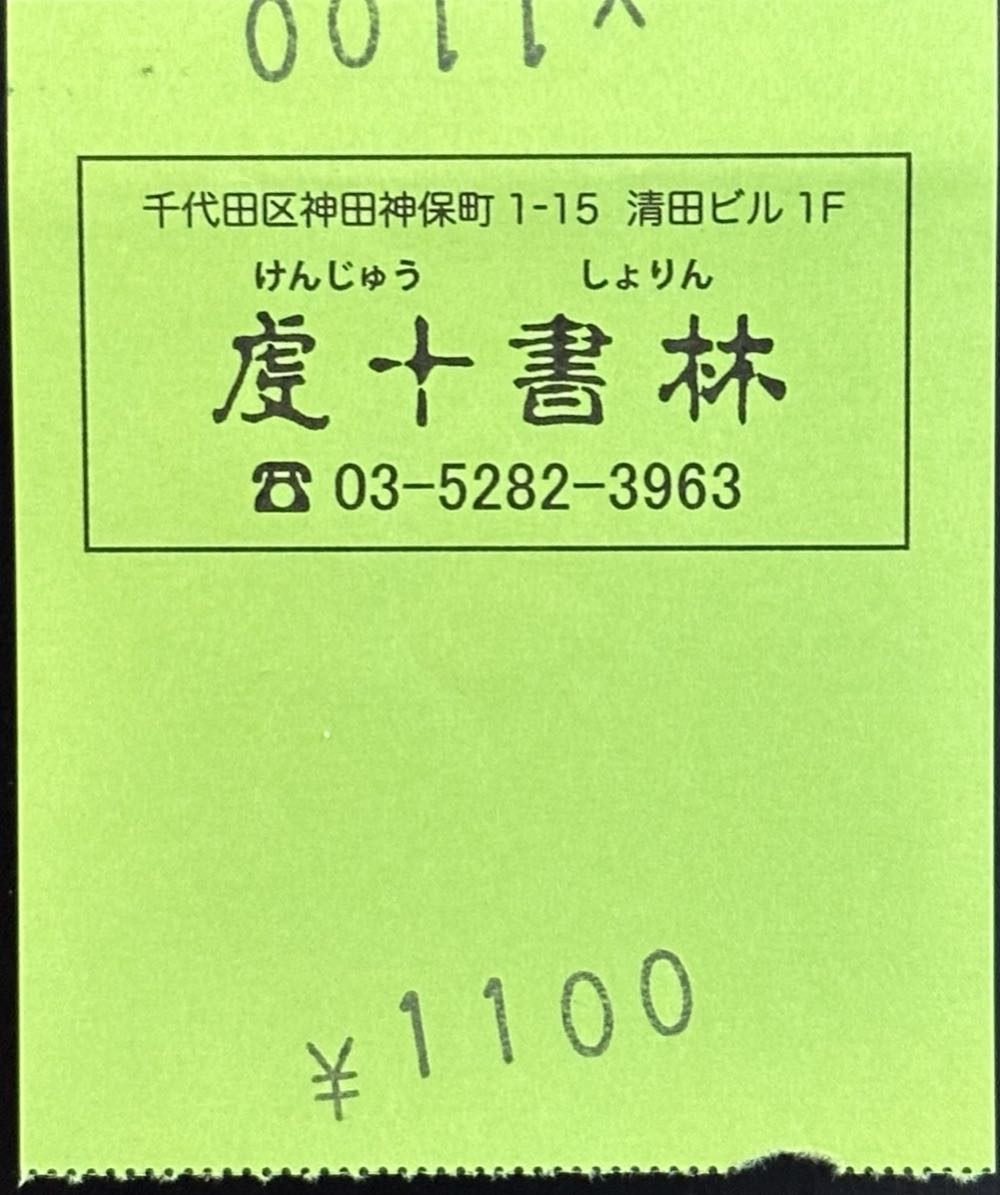 ¥1100
千代田区神田神保町 1-15 清田ビル 1F
けんじゅう しょりん
虔十書林
☎ 03-5282-3963
¥1100